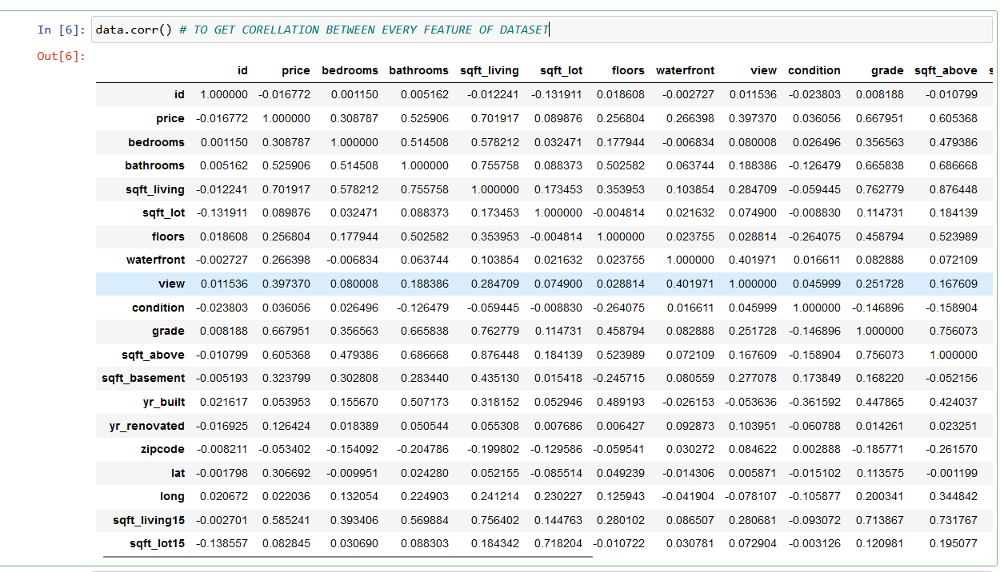 In [6]: data.corr() # TO GET CORELLATION BETWEEN EVERY FEATURE OF DATASET
Out[6]:
id price bedrooms bathrooms sqft_living sqft_lot floors waterfront view condition grade sqft_above s
id 1.000000 -0.016772 0.001150 0.005162 -0.012241 -0.131911 0.018608 -0.002727 0.011536 -0.023803 0.008188 -0.010799
price -0.016772 1.000000 0.308787 0.525906 0.701917 0.089876 0.256804 0.266398 0.397370 0.036056 0.667951 0.605368
bedrooms 0.001150 0.308787 1.000000 0.514508 0.578212 0.032471 0.177944 -0.006834 0.080008 0.026496 0.356563 0.479386
bathrooms 0.005162 0.525906 0.514508 1.000000 0.755758 0.088373 0.502582 0.063744 0.188386 -0.126479 0.665838 0.686668
sqft_living -0.012241 0.701917 0.578212 0.755758 1.000000 0.173453 0.353953 0.103854 0.284709 -0.059445 0.762779 0.876448
sqft_lot -0.131911 0.089876 0.032471 0.088373 0.173453 1.000000 -0.004814 0.021632 0.074900 -0.008830 0.114731 0.184139
floors 0.018608 0.256804 0.177944 0.502582 0.353953 -0.004814 1.000000 0.023755 0.028814 -0.264075 0.458794 0.523989
waterfront -0.002727 0.266398 -0.006834 0.063744 0.103854 0.021632 0.023755 1.000000 0.401971 0.016611 0.082888 0.072109
view 0.011536 0.397370 0.080008 0.188386 0.284709 0.074900 0.028814 0.401971 1.000000 0.045999 0.251728 0.167609
condition -0.023803 0.036056 0.026496 -0.126479 -0.059445 -0.008830 -0.264075 0.016611 0.045999 1.000000 -0.146896 -0.158904
grade 0.008188 0.667951 0.356563 0.665838 0.762779 0.114731 0.458794 0.082888 0.251728 -0.146896 1.000000 0.756073
sqft_above -0.010799 0.605368 0.479386 0.686668 0.876448 0.184139 0.523989 0.072109 0.167609 -0.158904 0.756073 1.000000
sqft_basement -0.005193 0.323799 0.302808 0.283440 0.435130 0.015418 -0.245715 0.080559 0.277078 0.173849 0.168220 -0.052156
yr_built 0.021617 0.053953 0.155670 0.507173 0.318152 0.052946 0.489193 -0.026153 -0.053636 -0.361592 0.447865 0.424037
yr_renovated -0.016925 0.126424 0.018389 0.050544 0.055308 0.007686 0.006427 0.092873 0.103951 -0.060788 0.014261 0.023251
zipcode -0.008211 -0.053402 -0.154092 -0.204786 -0.199802 -0.129586 -0.059541 0.030272 0.084622 0.002888 -0.185771 -0.261570
lat -0.001798 0.306692 -0.009951 0.024280 0.052155 -0.085514 0.049239 -0.014306 0.005871 -0.015102 0.113575 -0.001199
long 0.020672 0.022036 0.132054 0.224903 0.241214 0.230227 0.125943 -0.041904 -0.078107 -0.105877 0.200341 0.344842
sqft_living15 -0.002701 0.585241 0.393406 0.569884 0.756402 0.144763 0.280102 0.086507 0.280681 -0.093072 0.713867 0.731767
sqft_lot15 -0.138557 0.082845 0.030690 0.088303 0.184342 0.718204 -0.010722 0.030781 0.072904 -0.003126 0.120981 0.195077